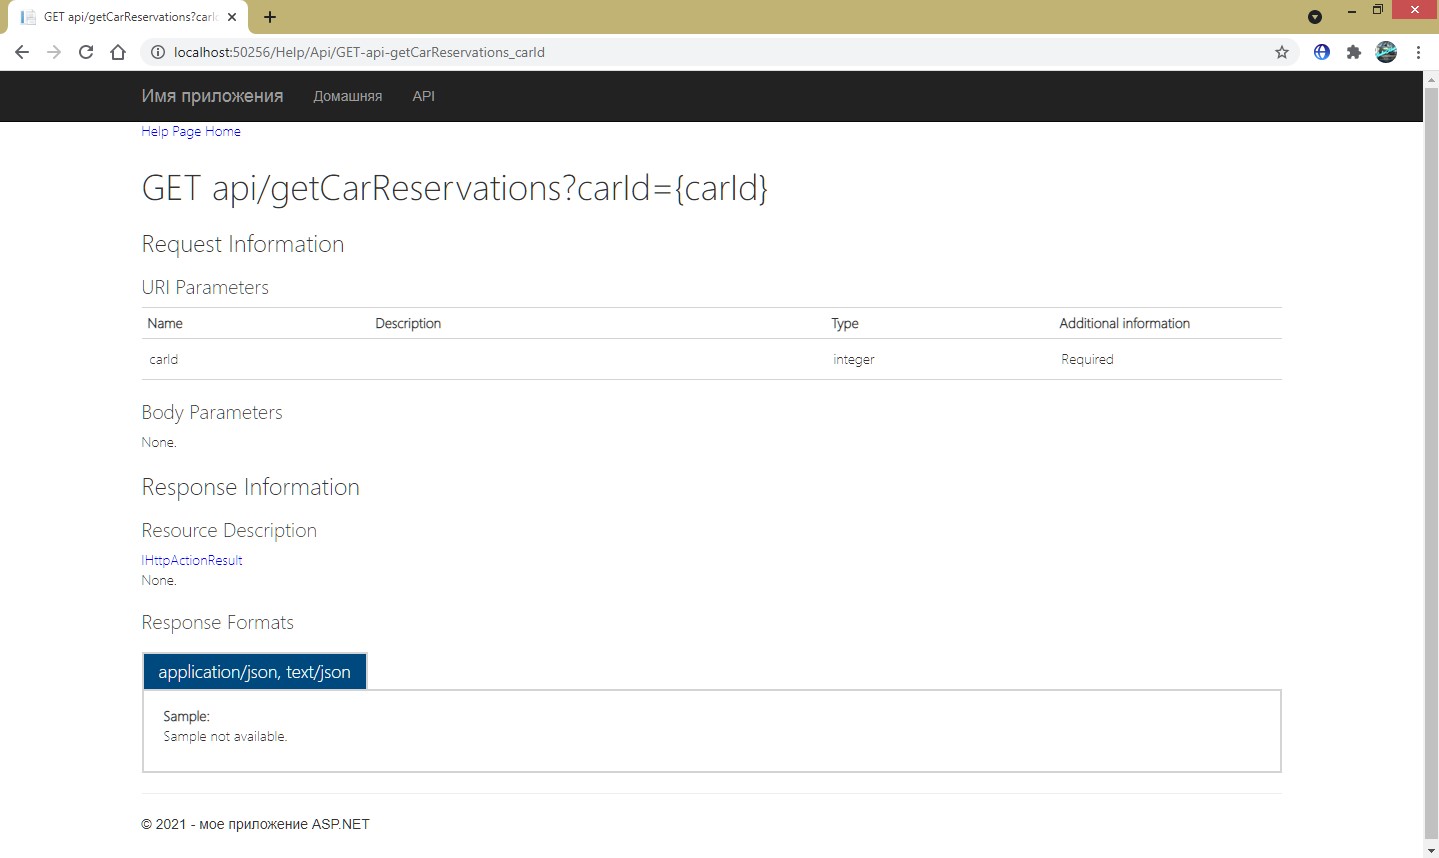 GET api/getCarReservations?carId
localhost:50256/Help/Api/GET-api-getCarReservations_carId
Имя приложения Домашняя API
Help Page Home
GET api/getCarReservations?carId={carId}
Request Information
URI Parameters
Name Description Type Additional information
carId integer Required
Body Parameters
None.
Response Information
Resource Description
IHttpActionResult
None.
Response Formats
application/json, text/json
Sample:
Sample not available.
© 2021 - мое приложение ASP.NET